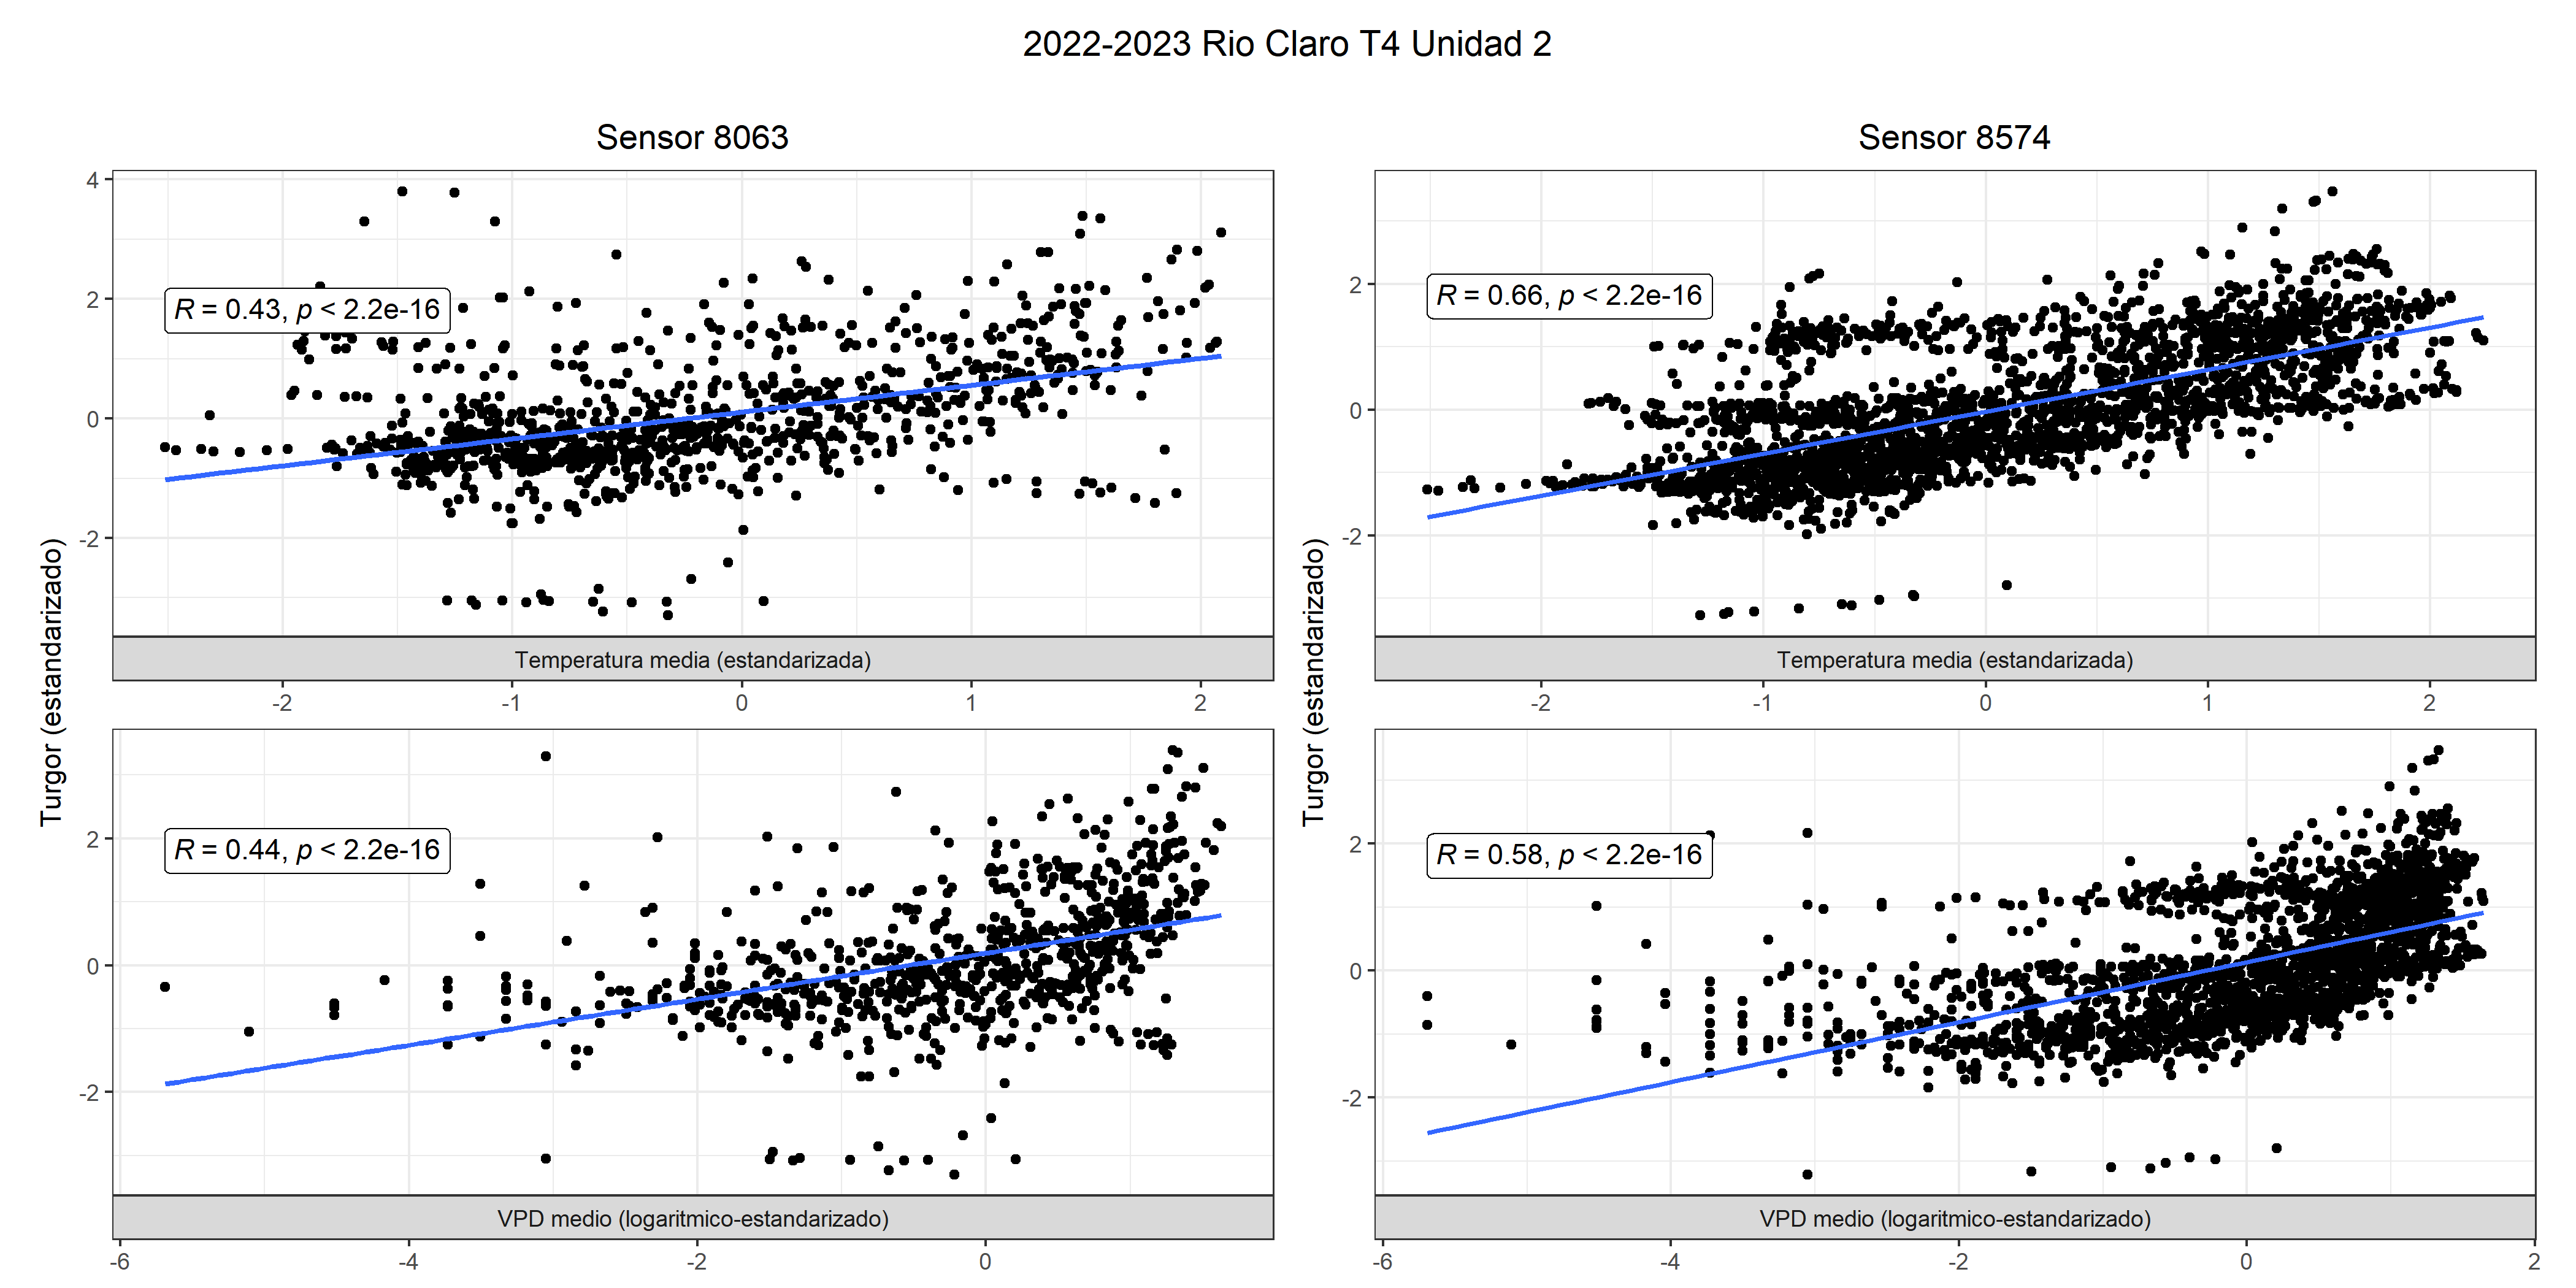 2022-2023 Rio Claro T4 Unidad 2
Sensor 8063
Turgor (estandarizado)
4
2
0
-2
R = 0.43, p < 2.2e-16
Temperatura media (estandarizada)
-2 -1 0 1 2
2
0
-2
R = 0.44, p < 2.2e-16
VPD medio (logaritmico-estandarizado)
-6 -4 -2 0
Sensor 8574
Turgor (estandarizado)
2
0
-2
R = 0.66, p < 2.2e-16
Temperatura media (estandarizada)
-2 -1 0 1 2
2
0
-2
R = 0.58, p < 2.2e-16
VPD medio (logaritmico-estandarizado)
-6 -4 -2 0 2